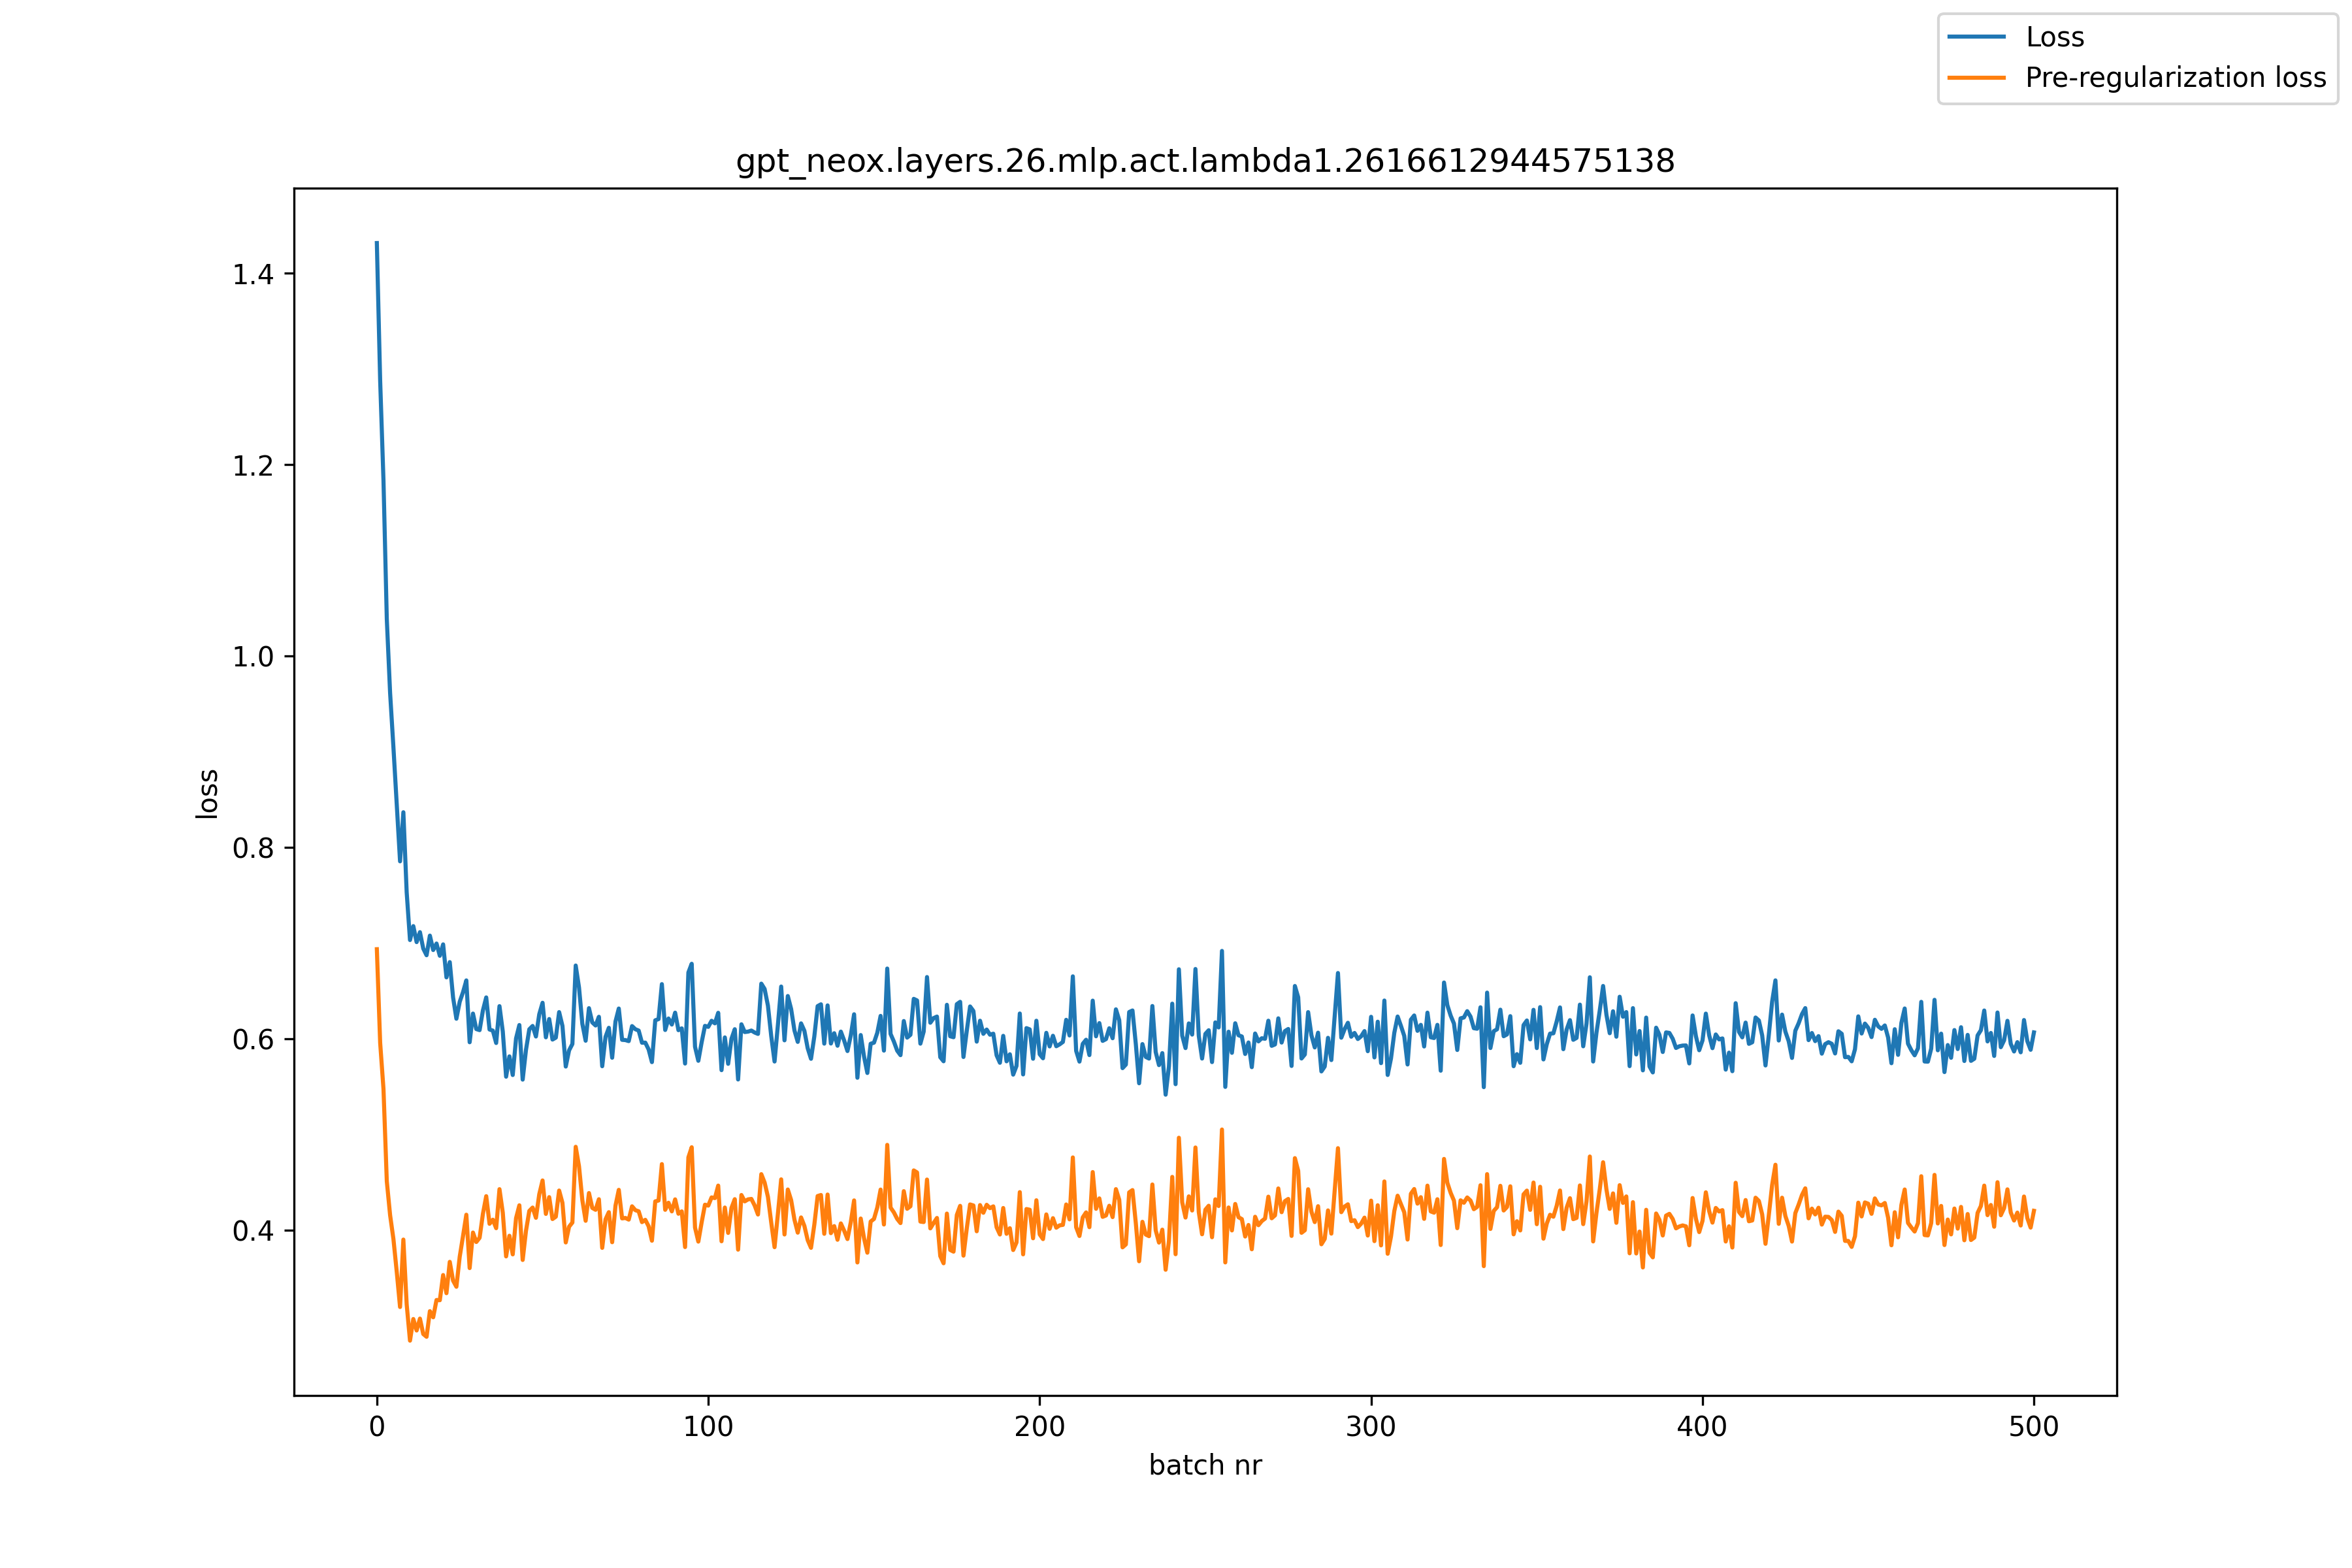 Loss
Pre-regularization loss
gpt_neox.layers.26.mlp.act.lambda1.2616612944575138
1.4
1.2
1.0
0.8
0.6
0.4
loss
0 100 200 300 400 500
batch nr